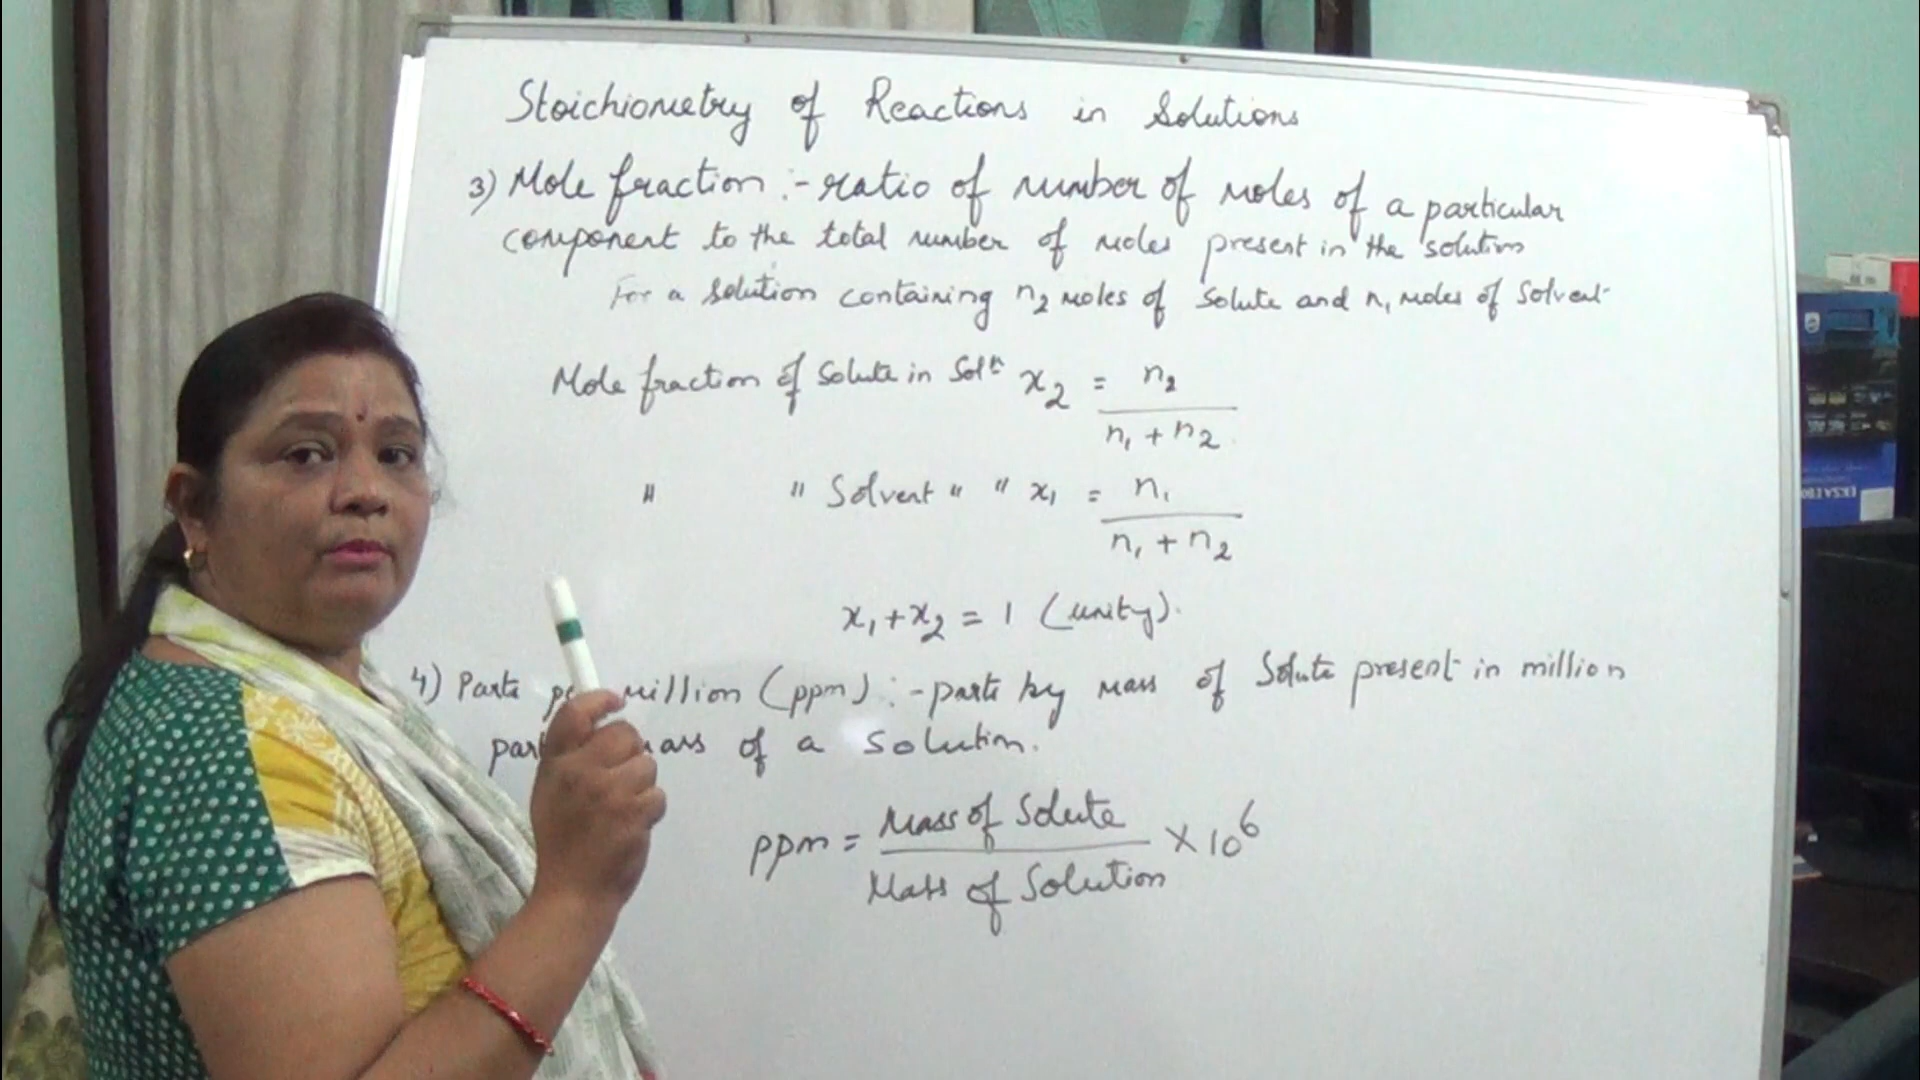 Stoichiometry of Reactions in Solutions
3) Mole fraction :- ratio of number of moles of a particular
component to the total number of moles present in the solution
For a solution containing n₂ moles of solute and n₁ moles of solvent
Mole fraction of solute in solⁿ x₂ = n₂
n₁ + n₂
" " Solvent " " x₁ = n₁
n₁ + n₂
x₁ + x₂ = 1 (unity).
4) Parts million (ppm) :- parts by mass of solute present in million
of a solution.
ppm = Mass of Solute × 10⁶
Mass of Solution